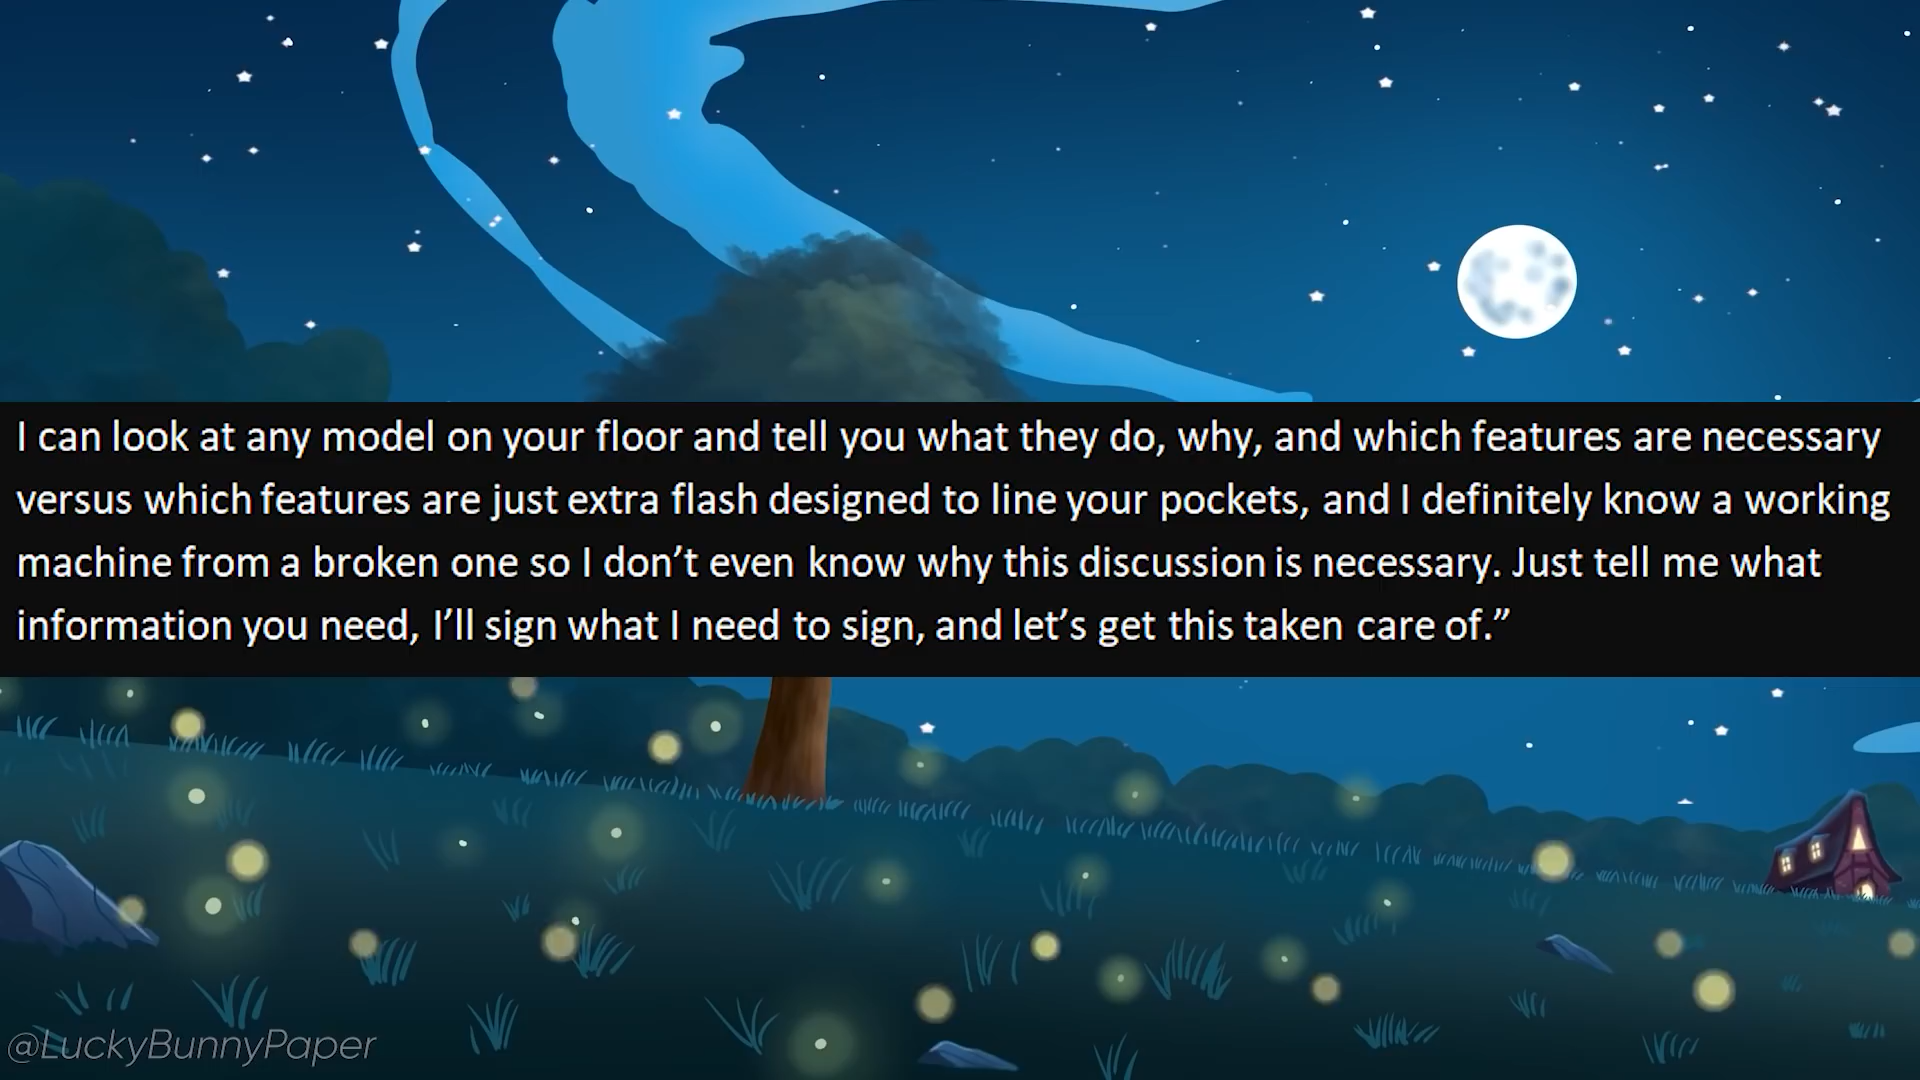 I can look at any model on your floor and tell you what they do, why, and which features are necessary
versus which features are just extra flash designed to line your pockets, and I definitely know a working
machine from a broken one so I don’t even know why this discussion is necessary. Just tell me what
information you need, I’ll sign what I need to sign, and let’s get this taken care of.”
@LuckyBunnyPaper